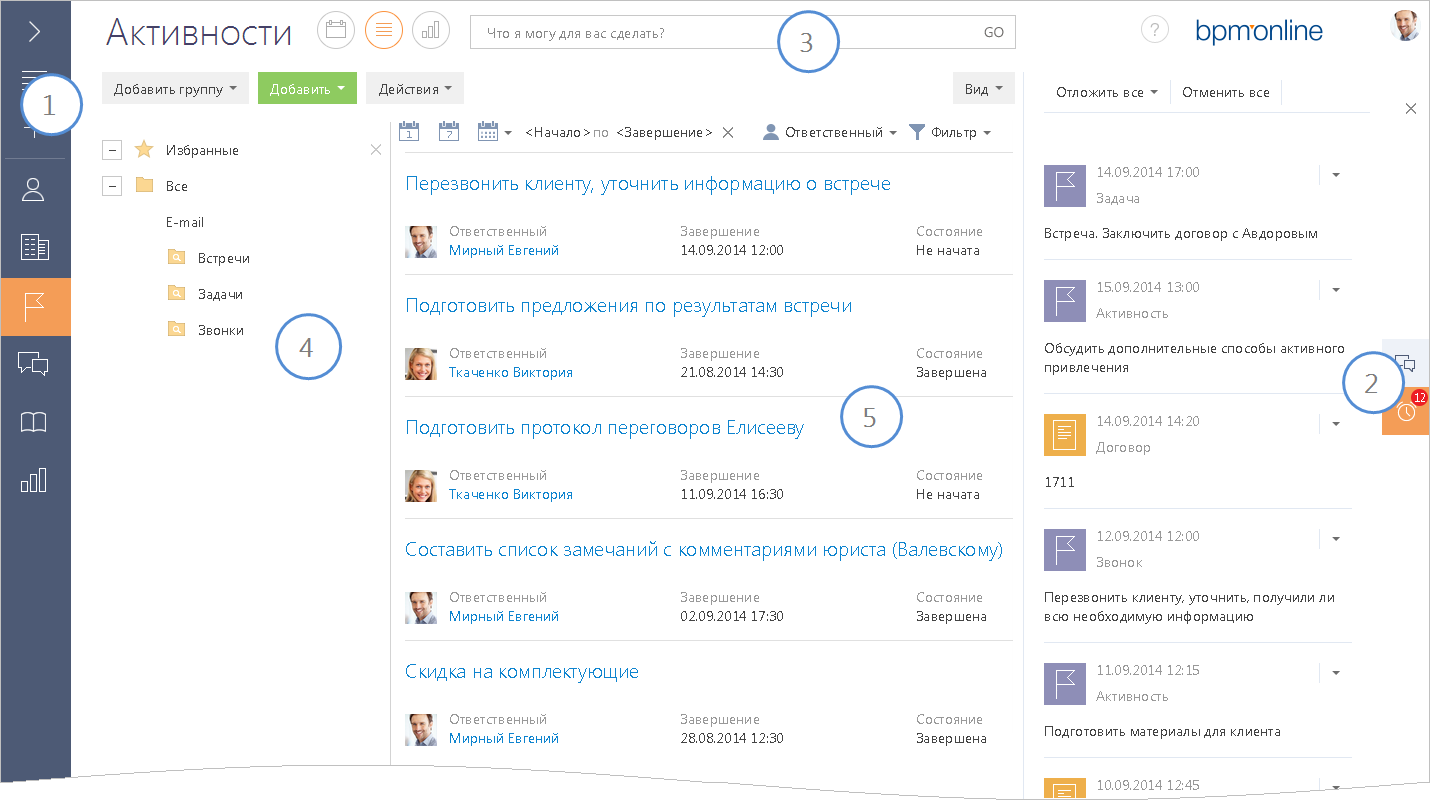 Активности
Что я могу для вас сделать?
GO
3
?
bpmonline
1
Добавить группу
Добавить
Действия
Вид
Отложить все
Отменить все
Избранные
Все
E-mail
Встречи
Задачи
Звонки
4
1
7
<Начало> по <Завершение>
Ответственный
Фильтр
Перезвонить клиенту, уточнить информацию о встрече
Ответственный
Завершение
Состояние
Мирный Евгений
14.09.2014 12:00
Не начата
Подготовить предложения по результатам встречи
Ответственный
Завершение
Состояние
Ткаченко Виктория
21.08.2014 14:30
Завершена
Подготовить протокол переговоров Елисееву
5
Ответственный
Завершение
Состояние
Ткаченко Виктория
11.09.2014 16:30
Не начата
Составить список замечаний с комментариями юриста (Валевскому)
Ответственный
Завершение
Состояние
Мирный Евгений
02.09.2014 17:30
Завершена
Скидка на комплектующие
Ответственный
Завершение
Состояние
Мирный Евгений
28.08.2014 12:30
Завершена
14.09.2014 17:00
Задача
Встреча. Заключить договор с Авдоровым
15.09.2014 13:00
Активность
Обсудить дополнительные способы активного
привлечения
2
12
14.09.2014 14:20
Договор
1711
12.09.2014 12:00
Звонок
Перезвонить клиенту, уточнить, получили ли
всю необходимую информацию
11.09.2014 12:15
Активность
Подготовить материалы для клиента
10.09.2014 12:45